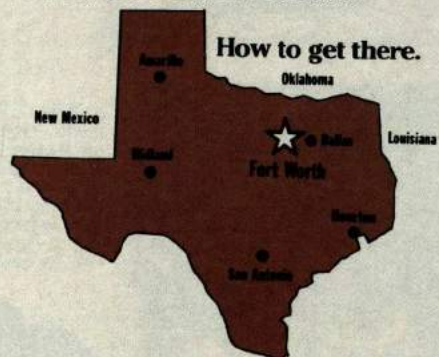 How to get there.
Oklahoma
Amarillo
New Mexico
Louisiana
Dallas
Midland
Fort Worth
Houston
San Antonio